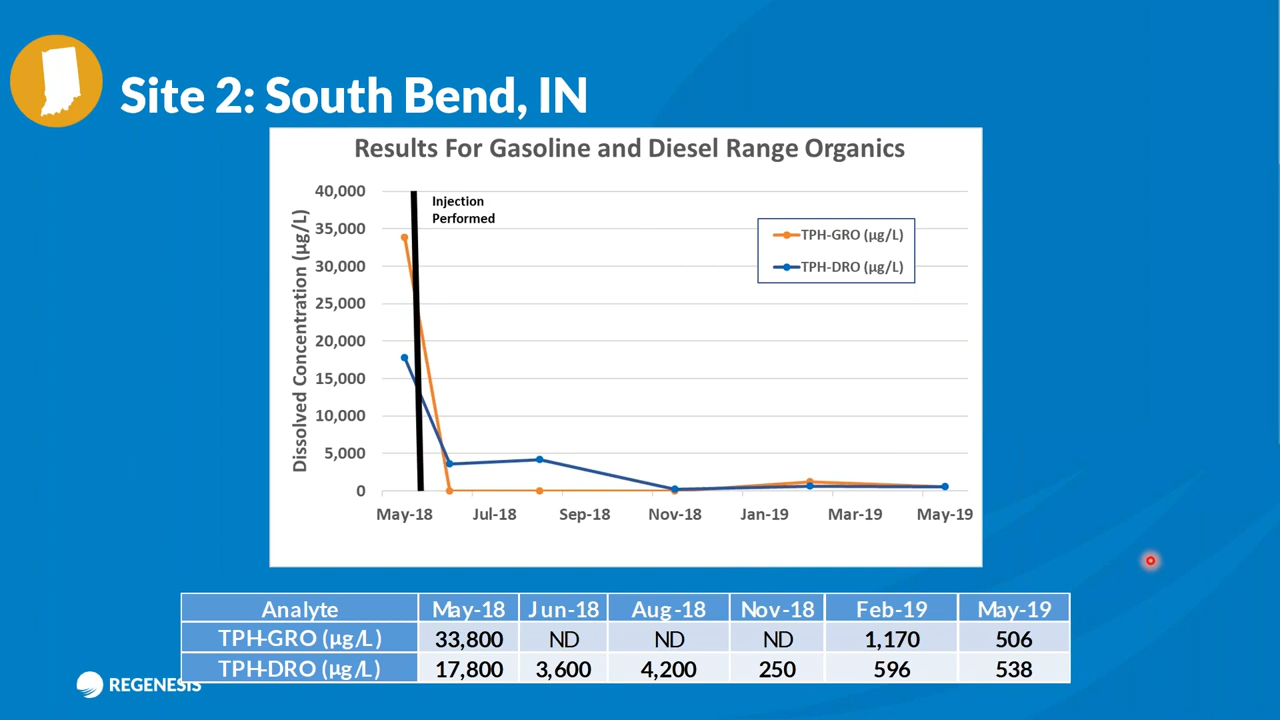 Site 2: South Bend, IN
Results For Gasoline and Diesel Range Organics
Dissolved Concentration (µg/L)
40,000
35,000
30,000
25,000
20,000
15,000
10,000
5,000
0
Injection
Performed
TPH-GRO (µg/L)
TPH-DRO (µg/L)
May-18 Jul-18 Sep-18 Nov-18 Jan-19 Mar-19 May-19
Analyte May-18 Jun-18 Aug-18 Nov-18 Feb-19 May-19
TPH-GRO (µg/L) 33,800 ND ND ND 1,170 506
TPH-DRO (µg/L) 17,800 3,600 4,200 250 596 538
REGENESIS